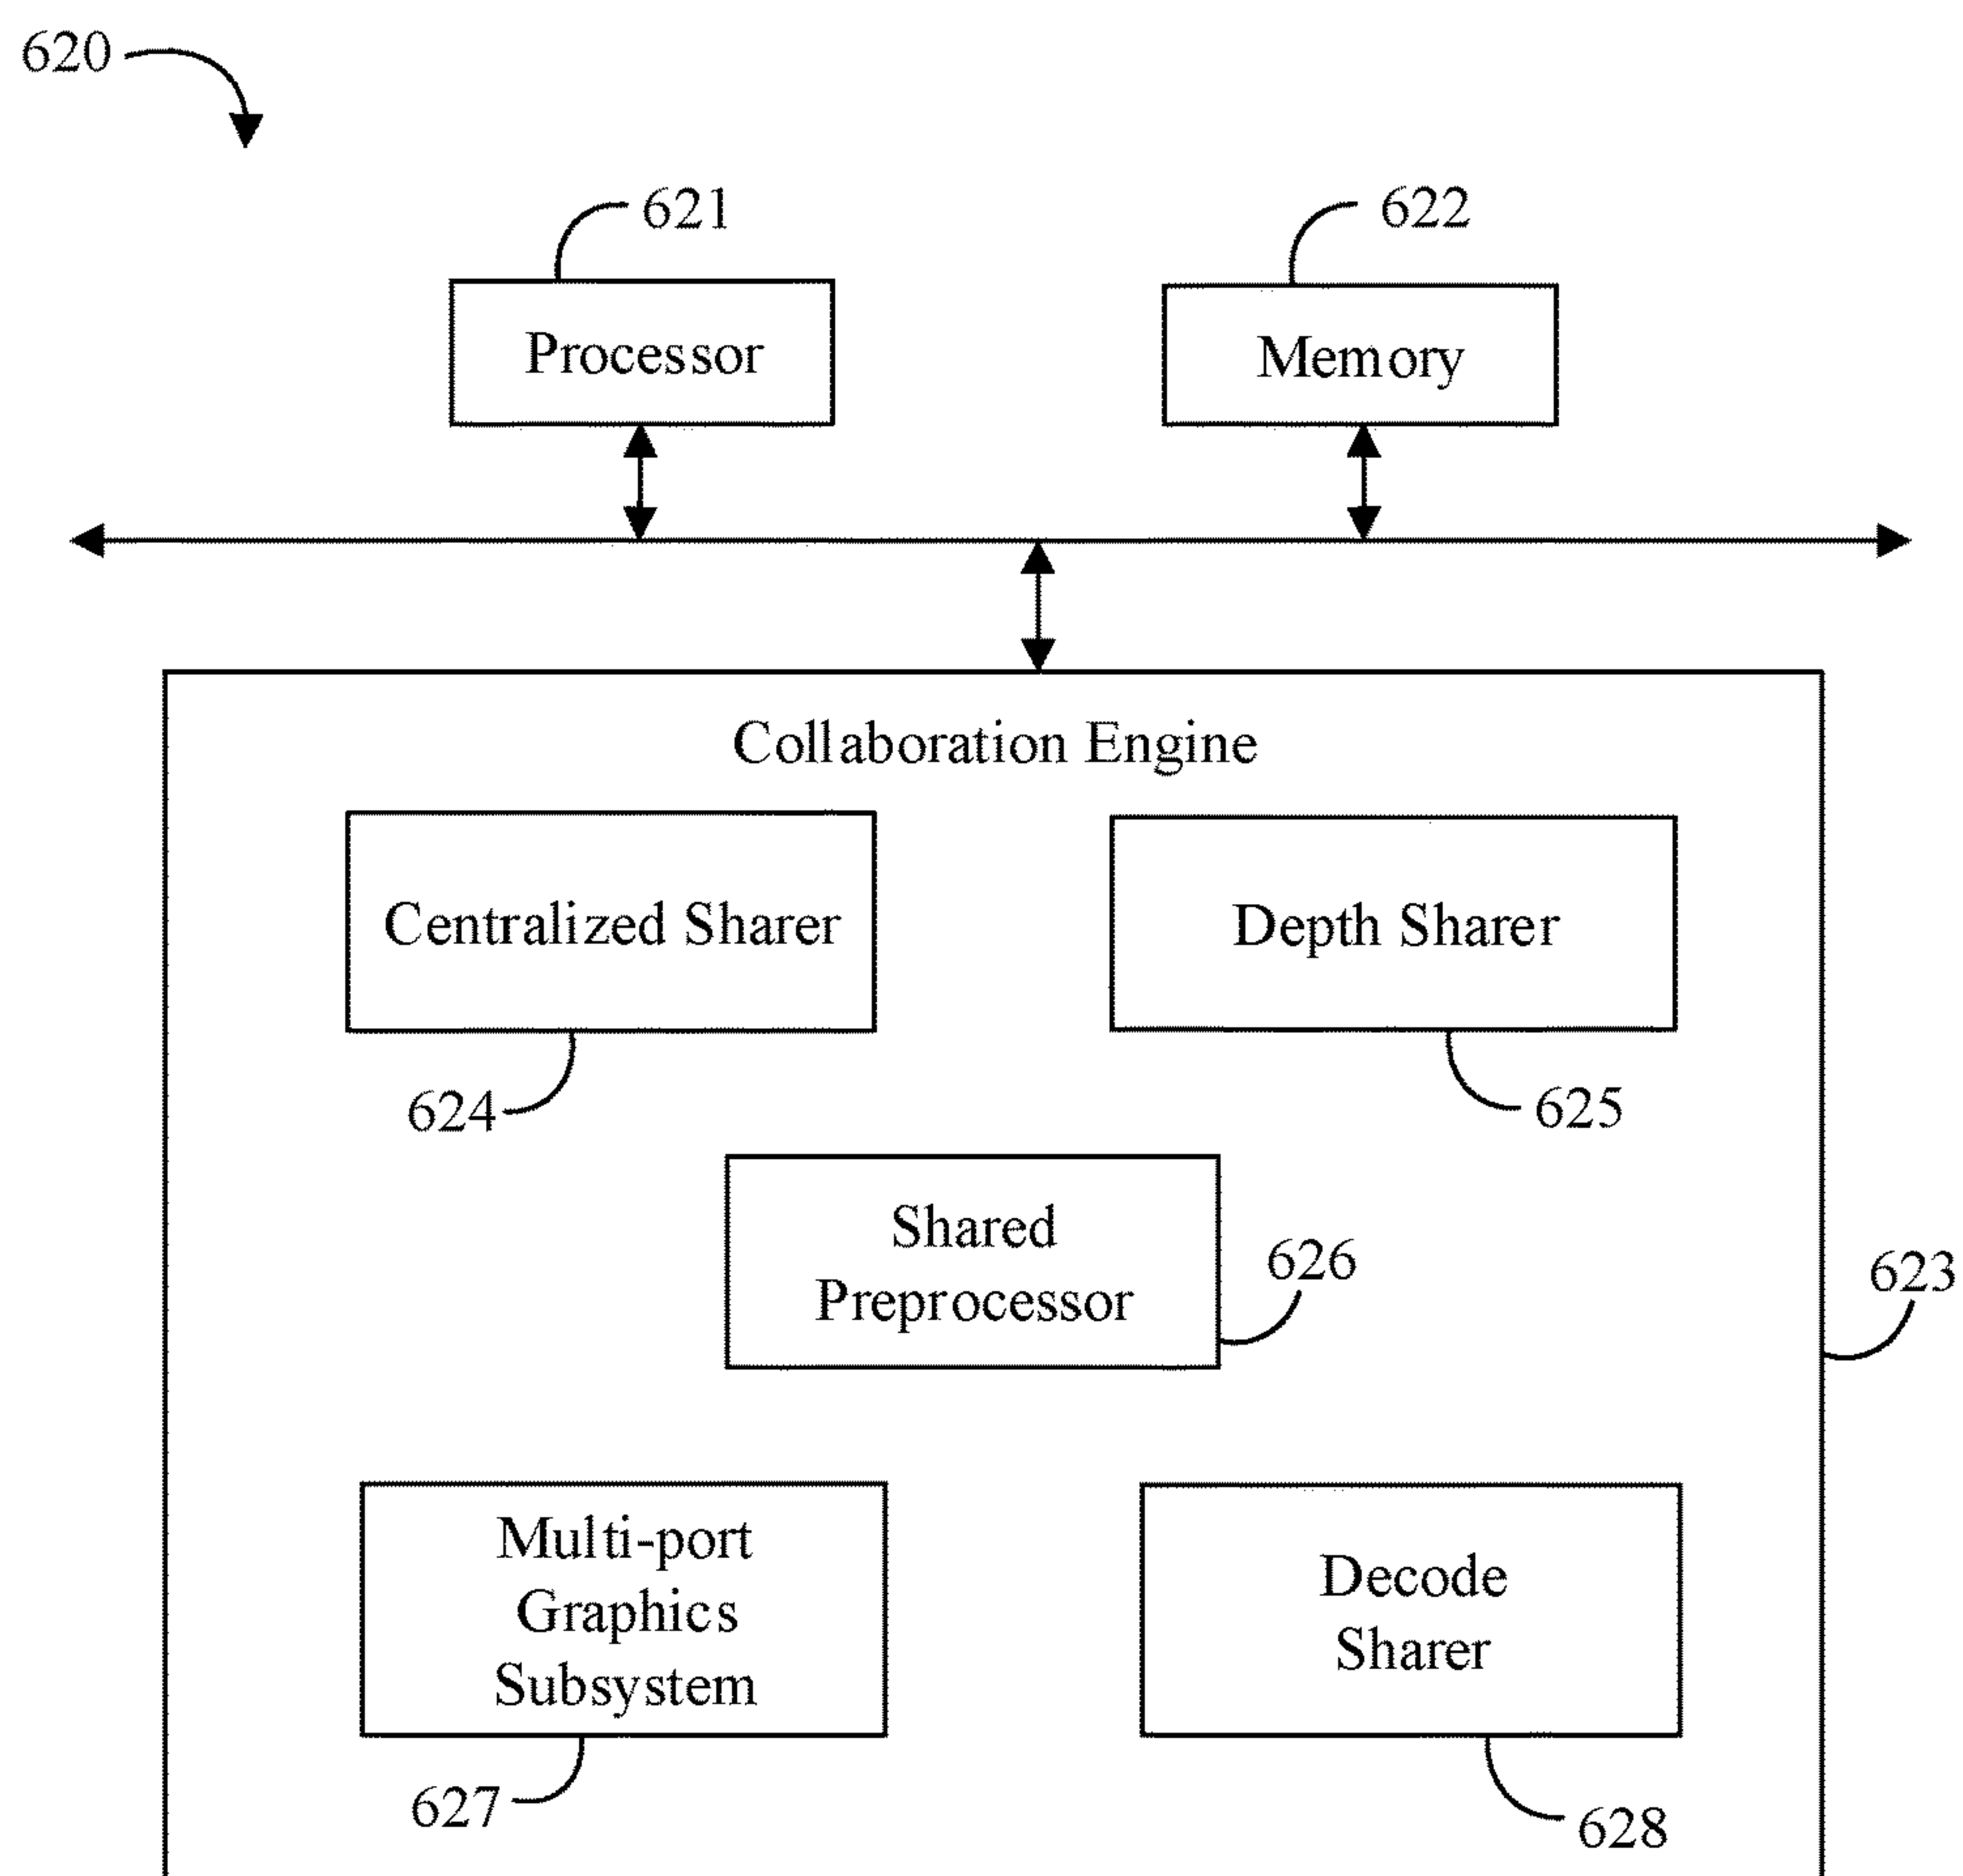 620
621
622
Processor
Memory
Collaboration Engine
Centralized Sharer
Depth Sharer
624
625
Shared
Preprocessor
626
623
Multi-port
Graphics
Subsystem
Decode
Sharer
627
628